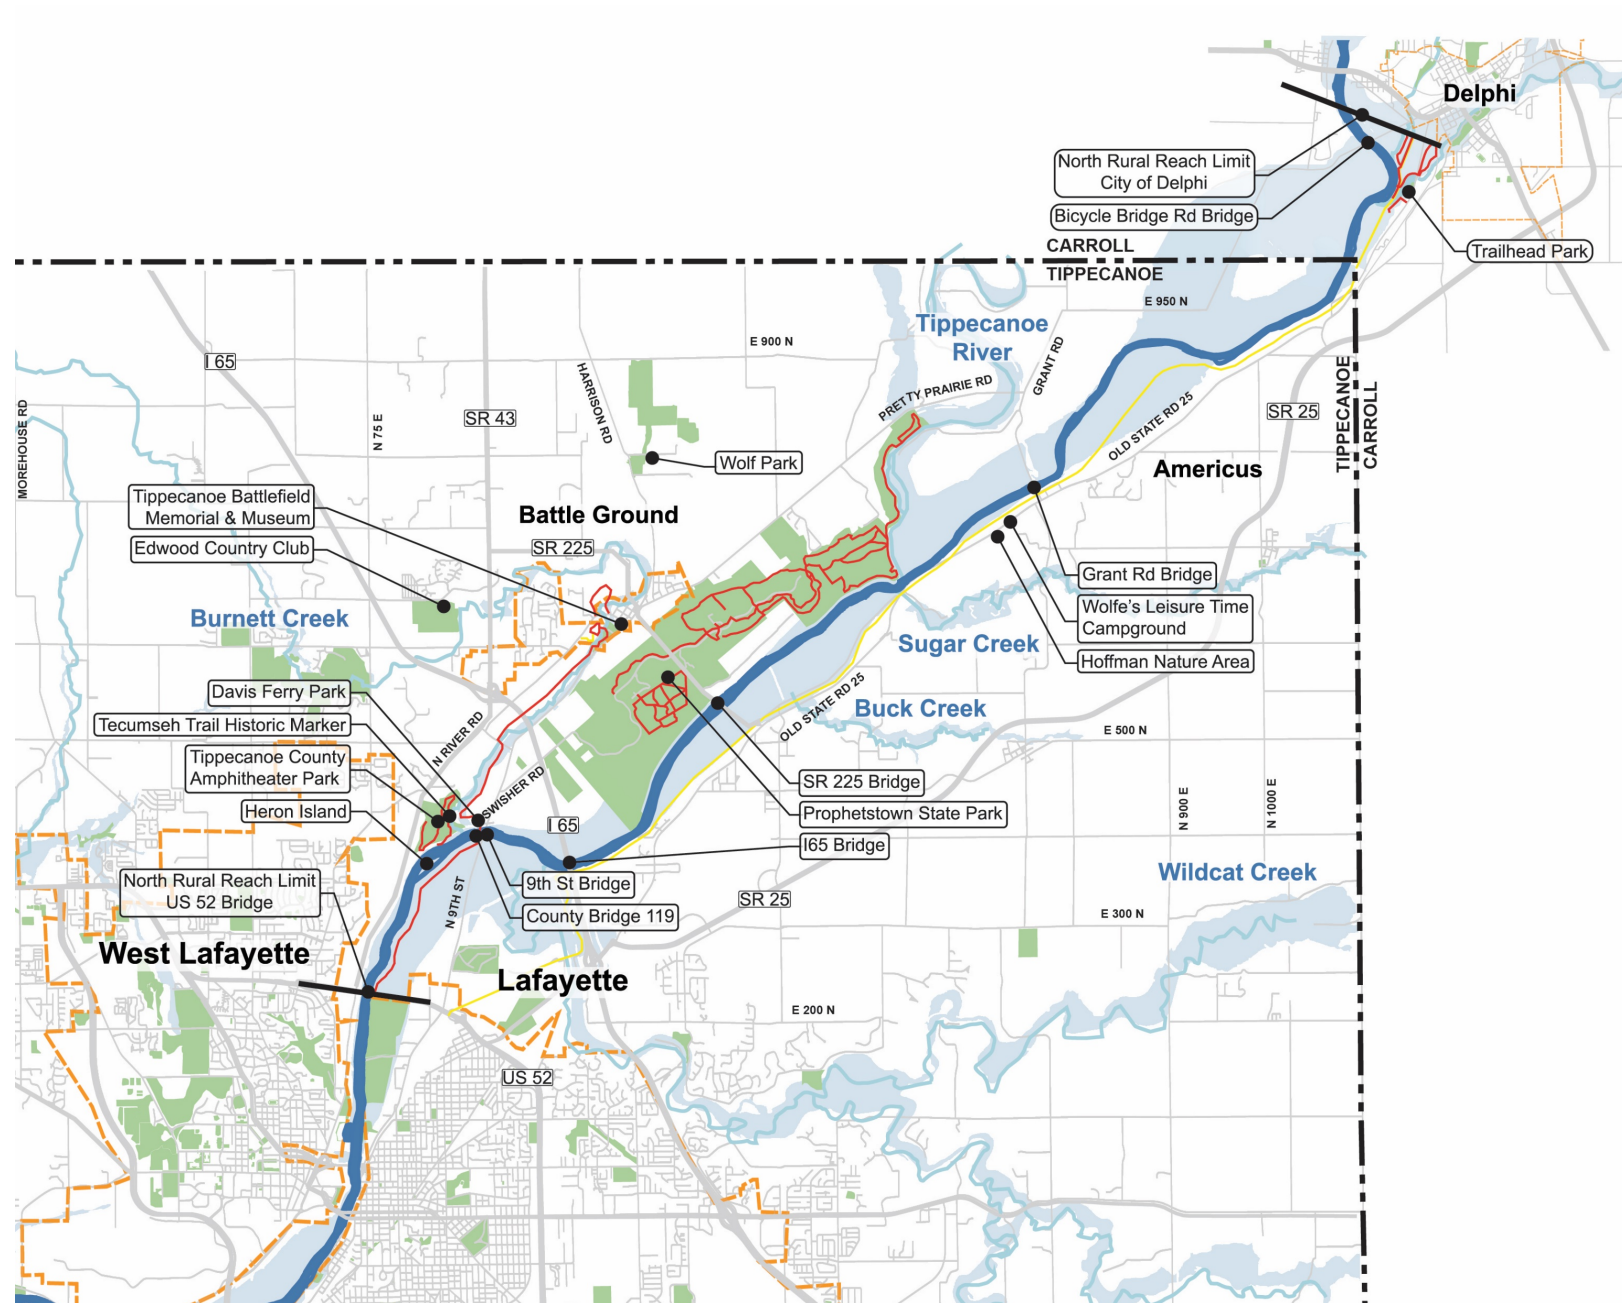 Delphi
North Rural Reach Limit
City of Delphi
Bicycle Bridge Rd Bridge
Trailhead Park
CARROLL
TIPPECANOE
E 950 N
Tippecanoe
River
E 900 N
GRANT RD
HARRISON RD
PRETTY PRAIRIE RD
I 65
SR 43
N 75 E
MOREHOUSE RD
OLD STATE RD 25
SR 25
TIPPECANOE
CARROLL
Wolf Park
Americus
Tippecanoe Battlefield
Memorial & Museum
Battle Ground
Edwood Country Club
SR 225
Grant Rd Bridge
Burnett Creek
Wolfe's Leisure Time
Campground
Sugar Creek
Hoffman Nature Area
Davis Ferry Park
OLD STATE RD 25
Buck Creek
Tecumseh Trail Historic Marker
N RIVER RD
E 500 N
Tippecanoe County
Amphitheater Park
SWISHER RD
SR 225 Bridge
Heron Island
Prophetstown State Park
N 900 E
N 1000 E
I 65
I65 Bridge
North Rural Reach Limit
US 52 Bridge
9th St Bridge
Wildcat Creek
N 9TH ST
County Bridge 119
SR 25
E 300 N
West Lafayette
Lafayette
E 200 N
US 52